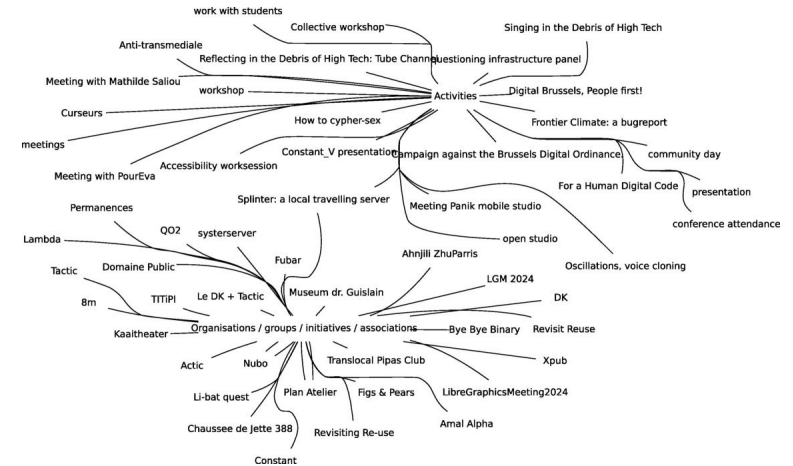 work with students
Collective workshop
Singing in the Debris of High Tech
Anti-transmediale
Reflecting in the Debris of High Tech: Tube Channel
questioning infrastructure panel
Meeting with Mathilde Saliou
workshop
Activities
Digital Brussels, People first!
Curseurs
How to cypher-sex
Frontier Climate: a bugreport
meetings
Constant_V presentation
Campaign against the Brussels Digital Ordinance
community day
Accessibility worksession
Meeting with PourEva
For a Human Digital Code
presentation
Splinter: a local travelling server
Meeting Panik mobile studio
conference attendance
Permanences
QO2
systerserver
Lambda
open studio
Ahnjili ZhuParris
Fubar
Domaine Public
Oscillations, voice cloning
Tactic
LGM 2024
TITiPI
Le DK + Tactic
Museum dr. Guislain
DK
8m
Kaaitheater
Organisations / groups / initiatives / associations
Bye Bye Binary
Revisit Reuse
Actic
Nubo
Translocal Pipas Club
Xpub
Li-bat quest
Plan Atelier
Figs & Pears
LibreGraphicsMeeting2024
Chaussee de Jette 388
Revisiting Re-use
Amal Alpha
Constant